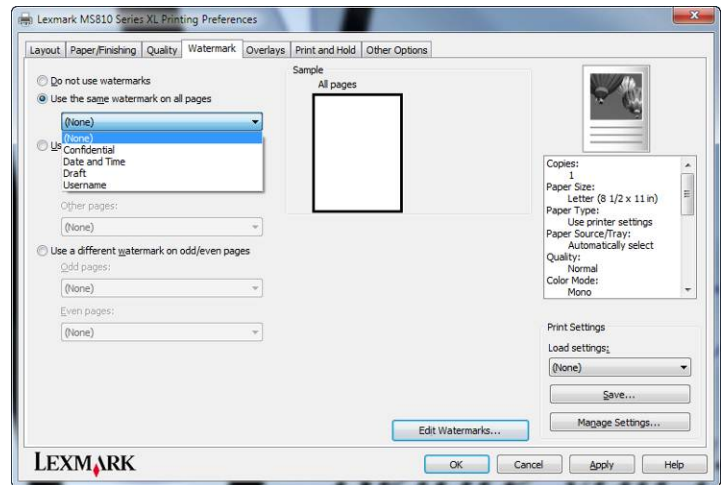 Lexmark MS810 Series XL Printing Preferences
Layout Paper/Finishing Quality Watermark Overlays Print and Hold Other Options
Do not use watermarks
Use the same watermark on all pages
(None)
(None)
Confidential
Date and Time
Draft
Username
Us
Other pages:
(None)
Use a different watermark on odd/even pages
Odd pages:
(None)
Even pages:
(None)
Sample
All pages
Edit Watermarks...
Copies:
1
Paper Size:
Letter (8 1/2 x 11 in)
Paper Type:
Use printer settings
Paper Source/Tray:
Automatically select
Quality:
Normal
Color Mode:
Mono
Print Settings
Load settings:
(None)
Save...
Manage Settings...
LEXMARK
OK Cancel Apply Help